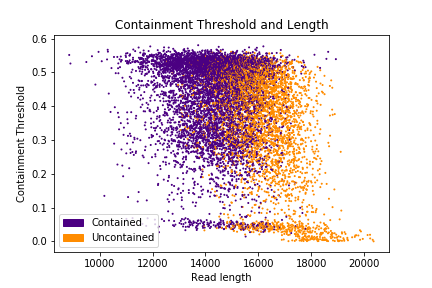 Containment Threshold and Length
Containment Threshold
0.6
0.5
0.4
0.3
0.2
0.1
0.0
Contained
Uncontained
10000 12000 14000 16000 18000 20000
Read length